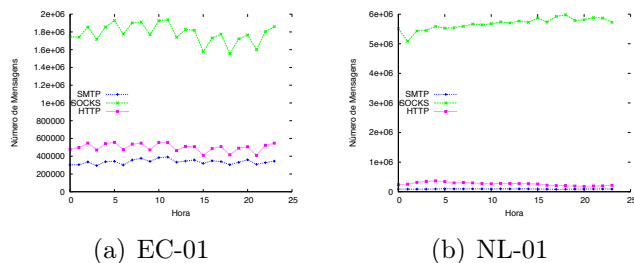 2e+06
1.8e+06
1.6e+06
1.4e+06
1.2e+06
1e+06
800000
600000
400000
200000
0
Número de Mensagens
SMTP
SOCKS
HTTP
0 5 10 15 20 25
Hora
(a) EC-01
6e+06
5e+06
4e+06
3e+06
2e+06
1e+06
0
Número de Mensagens
SMTP
SOCKS
HTTP
0 5 10 15 20 25
Hora
(b) NL-01